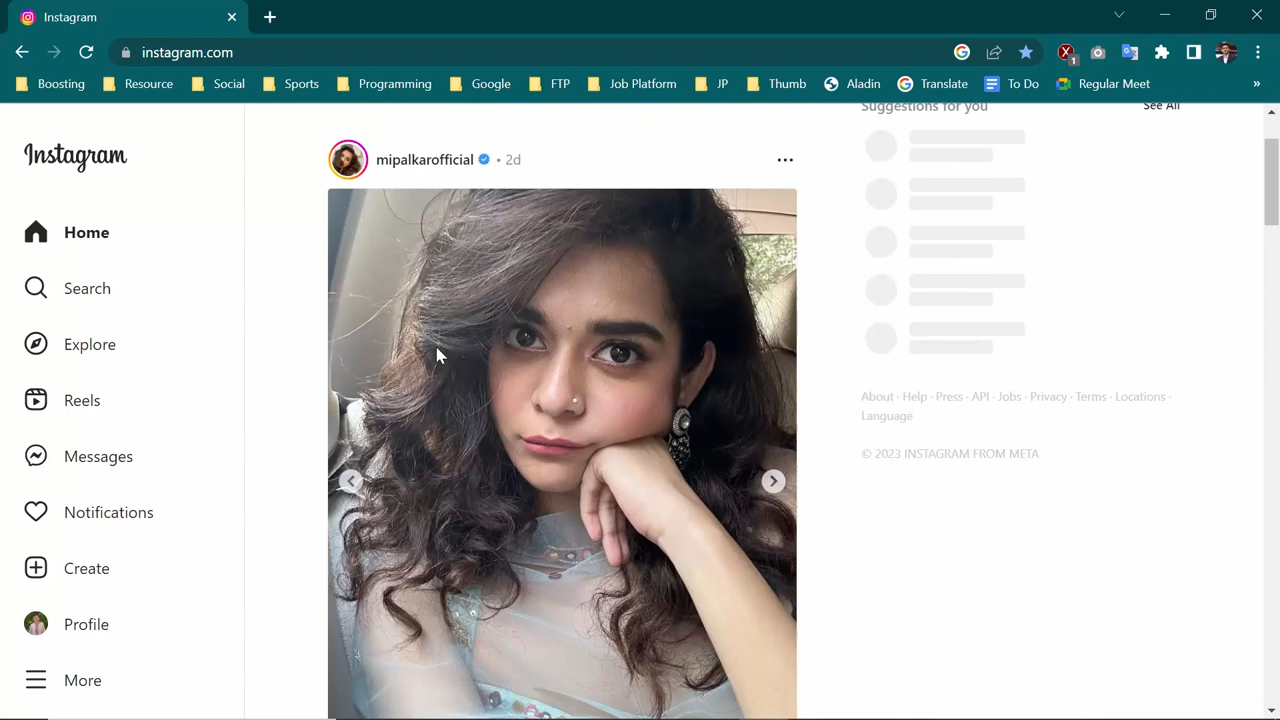 Instagram
instagram.com
1
Boosting Resource Social Sports Programming Google FTP Job Platform JP Thumb Aladin Translate To Do Regular Meet »
Suggestions for you See All
Instagram
mipalkarofficial • 2d
Home
Search
Explore
Reels
Messages
Notifications
Create
Profile
More
About · Help · Press · API · Jobs · Privacy · Terms · Locations ·
Language
© 2023 INSTAGRAM FROM META